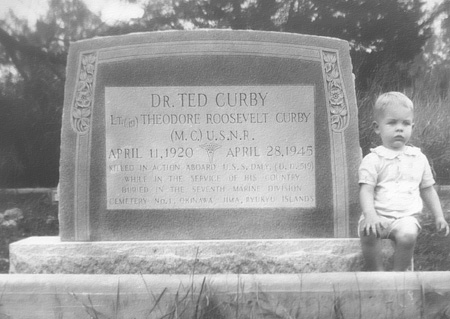 DR. TED CURBY
LT(JG) THEODORE ROOSEVELT CURBY
(M.C.) U.S.N.R.
APRIL 11, 1920 APRIL 28, 1945
KILLED IN ACTION ABOARD U.S.S.
WHILE IN THE SERVICE OF HIS COUNTRY
BURIED IN THE SEVENTH MARINE DIVISION
CEMETERY NO. OKINAWA JIMA, RYUKYU ISLANDS